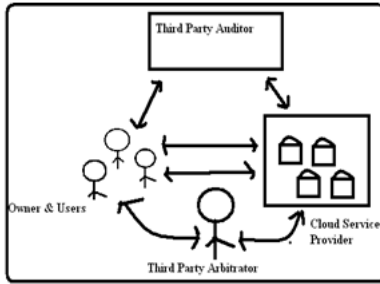 Third Party Auditor
Owner & Users
Cloud Service
Provider
Third Party Arbitrator